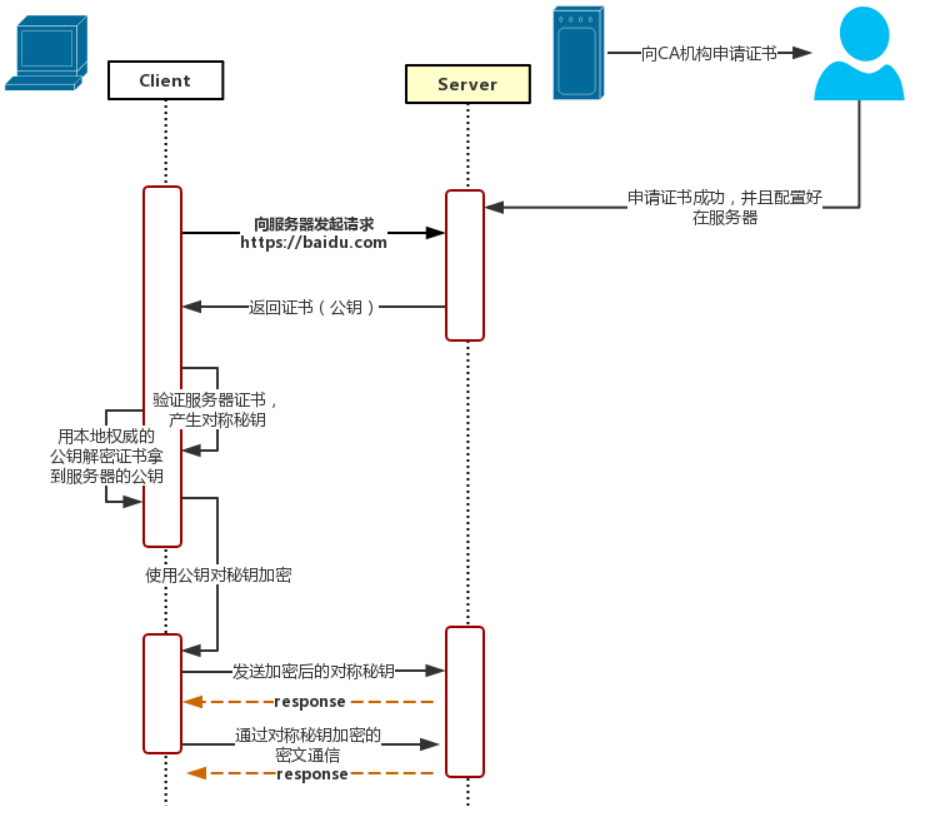 Client
Server
向CA机构申请证书
申请证书成功，并且配置好
在服务器
向服务器发起请求
https://baidu.com
返回证书（公钥）
验证服务器证书，
产生对称秘钥
用本地权威的
公钥解密证书拿
到服务器的公钥
使用公钥对秘钥加密
发送加密后的对称秘钥
response
通过对称秘钥加密的
密文通信
response